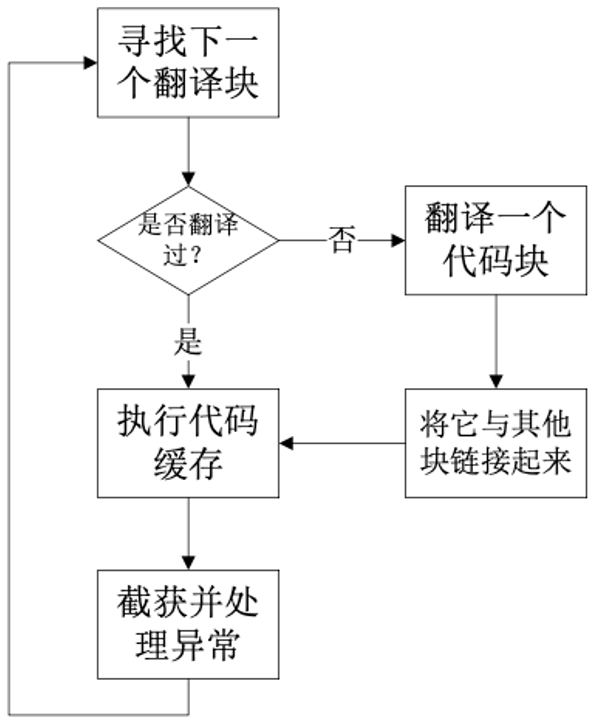 寻找下一
个翻译块
是否翻译
过？
否
翻译一个
代码块
是
执行代码
缓存
将它与其他
块链接起来
截获并处
理异常